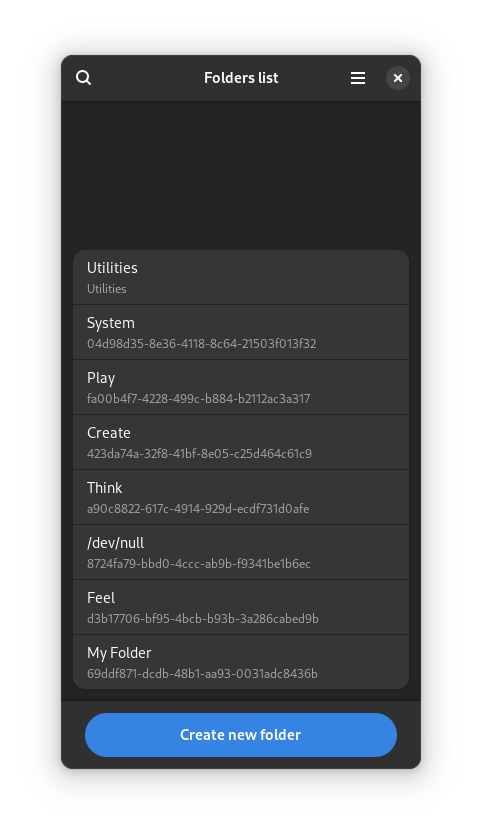 Folders list
Utilities
Utilities
System
04d98d35-8e36-4118-8c64-21503f013f32
Play
fa00b4f7-4228-499c-b884-b2112ac3a317
Create
423da74a-32f8-41bf-8e05-c25d464c61c9
Think
a90c8822-617c-4914-929d-ecdf731d0afe
/dev/null
8724fa79-bbd0-4ccc-ab9b-f9341be1b6ec
Feel
d3b17706-bf95-4bcb-b93b-3a286cabed9b
My Folder
69ddf871-dcdb-48b1-aa93-0031adc8436b
Create new folder